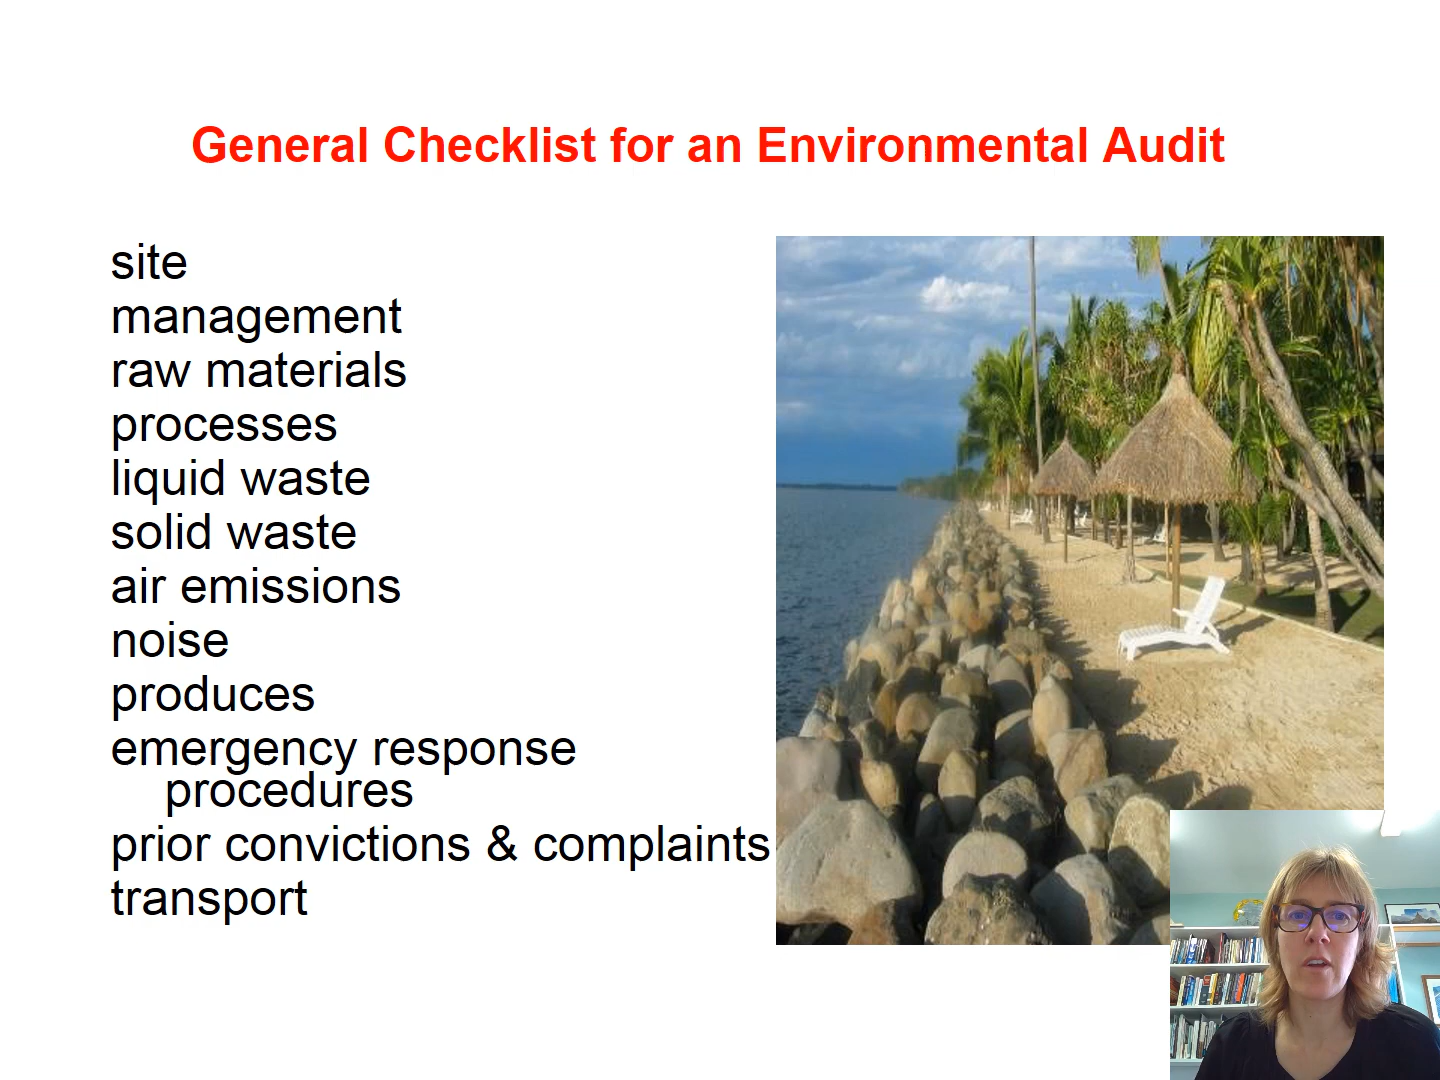 General Checklist for an Environmental Audit
site
management
raw materials
processes
liquid waste
solid waste
air emissions
noise
produces
emergency response
procedures
prior convictions & complaints
transport